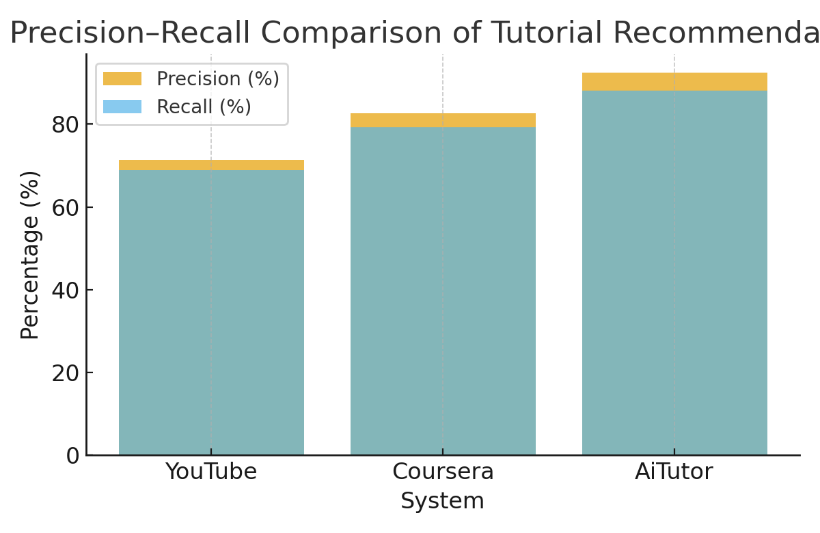 Precision–Recall Comparison of Tutorial Recommenda
Precision (%)
Recall (%)
Percentage (%)
80
60
40
20
0
YouTube
Coursera
AiTutor
System